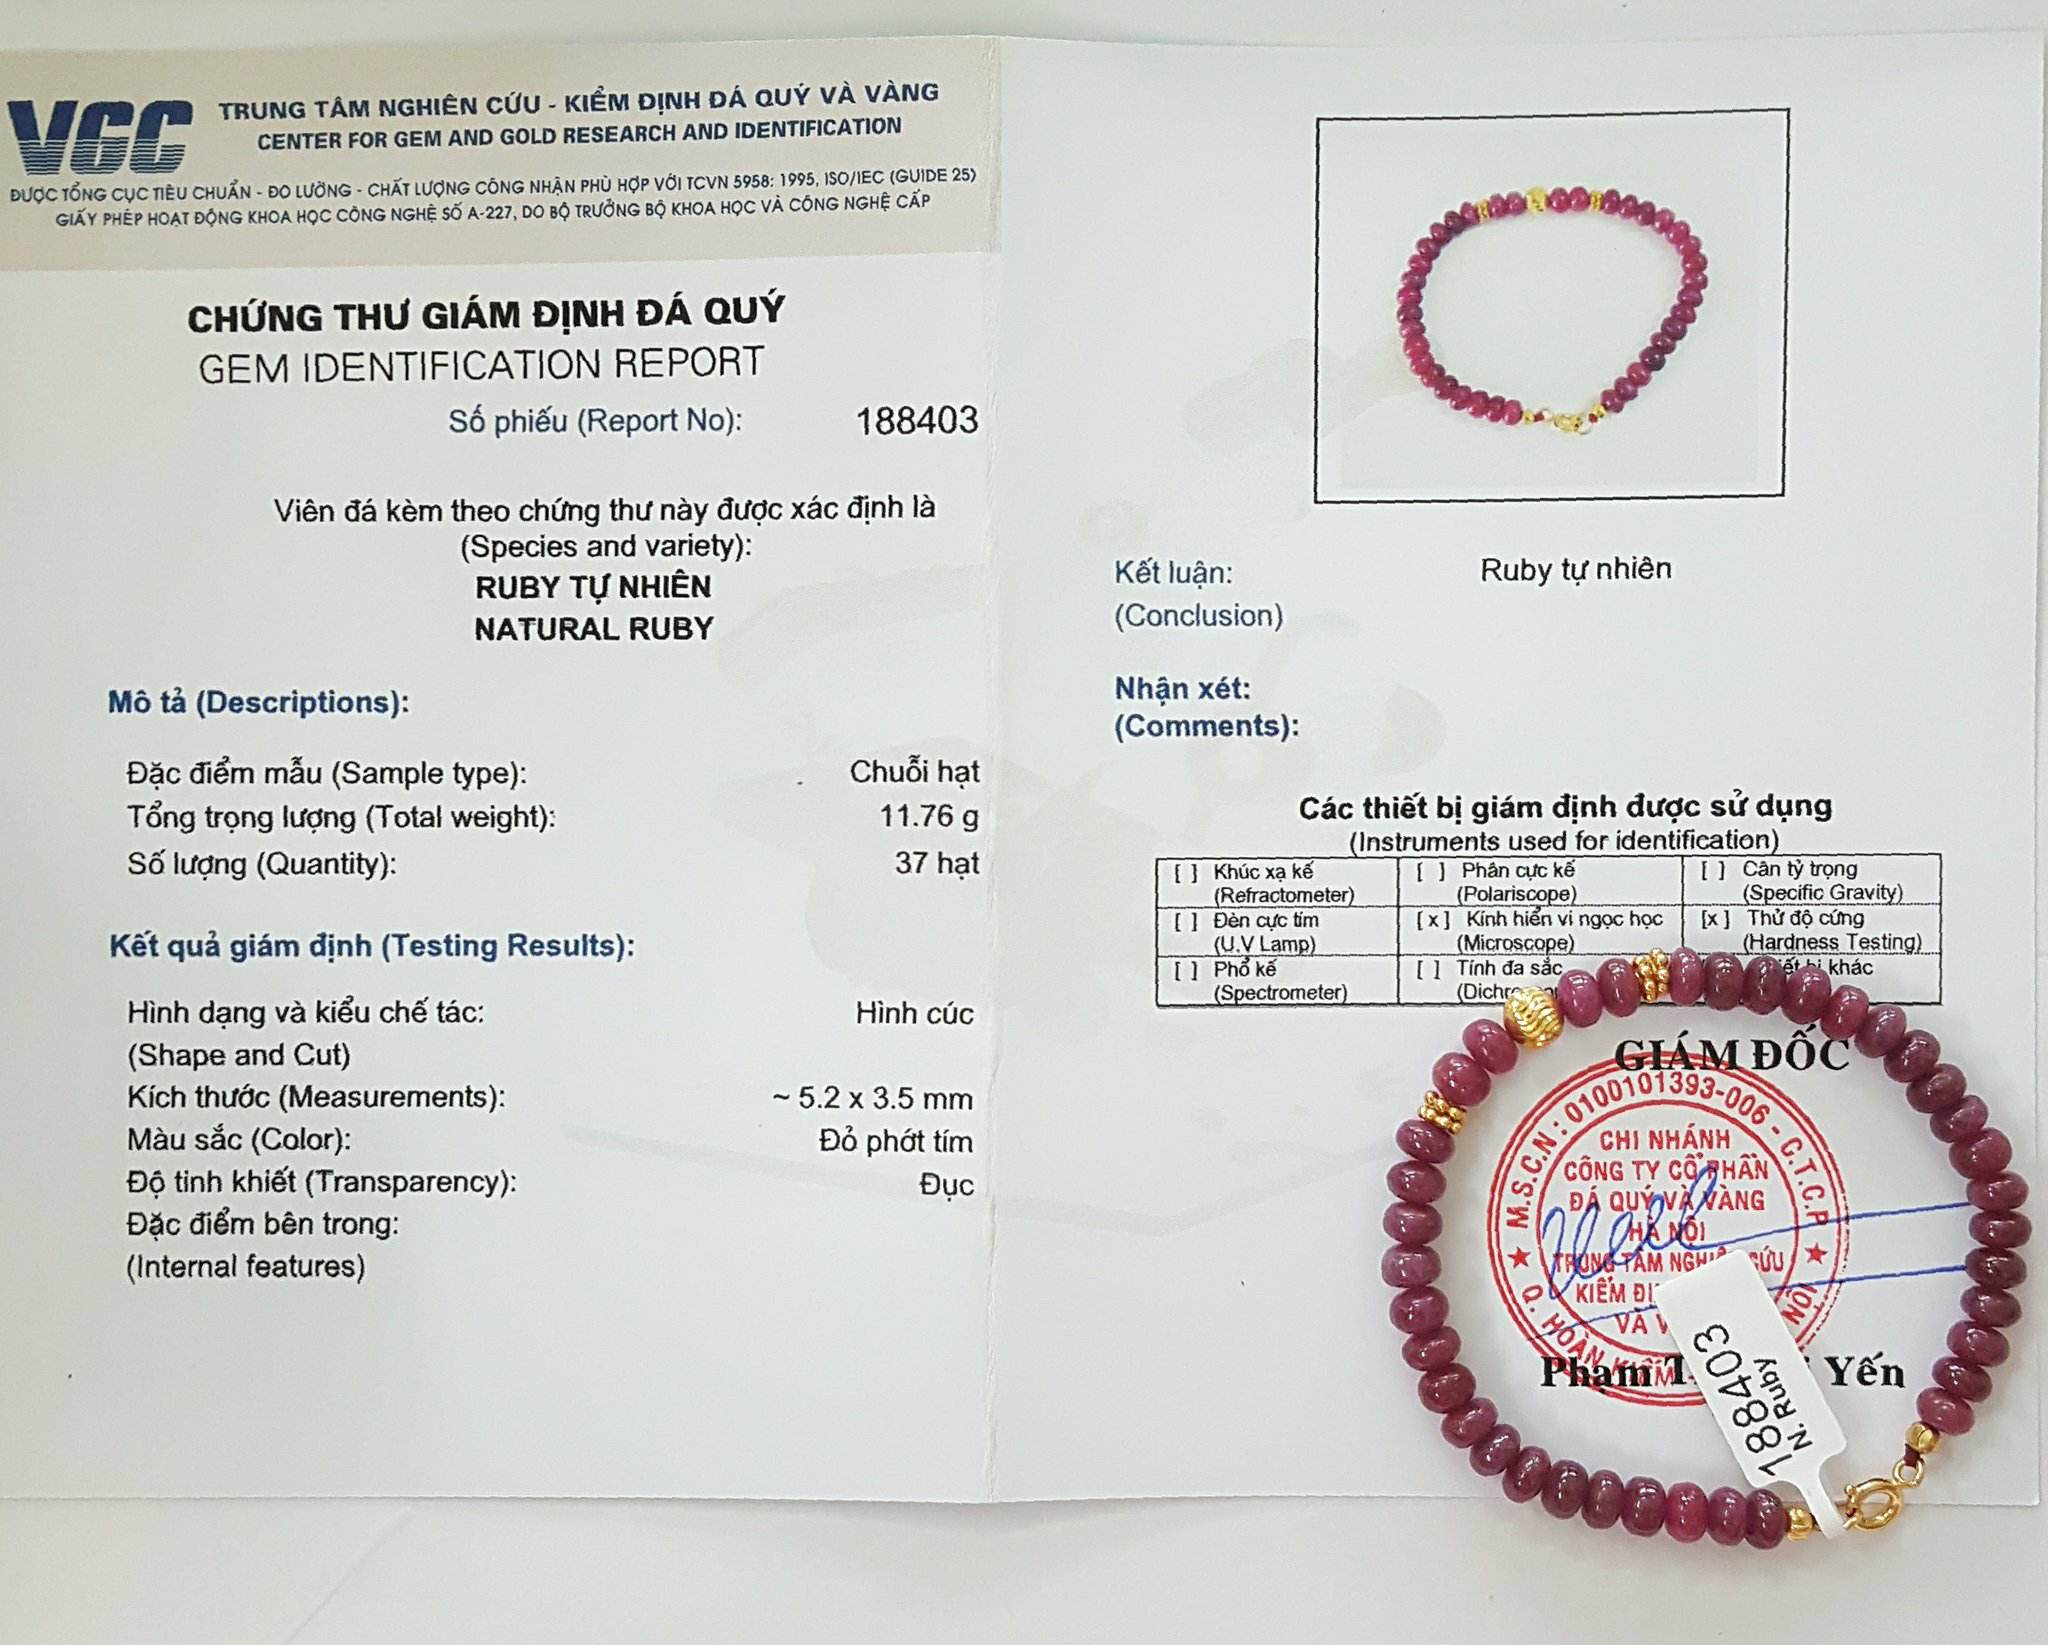 VGC
TRUNG TÂM NGHIÊN CỨU - KIỂM ĐỊNH ĐÁ QUÝ VÀ VÀNG
CENTER FOR GEM AND GOLD RESEARCH AND IDENTIFICATION
ĐƯỢC TỔNG CỤC TIÊU CHUẨN - ĐO LƯỜNG - CHẤT LƯỢNG CÔNG NHẬN PHÙ HỢP VỚI TCVN 5958: 1995, ISO/IEC (GUIDE 25)
GIẤY PHÉP HOẠT ĐỘNG KHOA HỌC CÔNG NGHỆ SỐ A-227, DO BỘ TRƯỞNG BỘ KHOA HỌC VÀ CÔNG NGHỆ CẤP
CHỨNG THƯ GIÁM ĐỊNH ĐÁ QUÝ
GEM IDENTIFICATION REPORT
Số phiếu (Report No): 188403
Viên đá kèm theo chứng thư này được xác định là
(Species and variety):
RUBY TỰ NHIÊN
NATURAL RUBY
Mô tả (Descriptions):
Đặc điểm mẫu (Sample type): Chuỗi hạt
Tổng trọng lượng (Total weight): 11.76 g
Số lượng (Quantity): 37 hạt
Kết quả giám định (Testing Results):
Hình dạng và kiểu chế tác: Hình cúc
(Shape and Cut)
Kích thước (Measurements): ~ 5.2 x 3.5 mm
Màu sắc (Color): Đỏ phớt tím
Độ tinh khiết (Transparency): Đục
Đặc điểm bên trong:
(Internal features)
Kết luận: Ruby tự nhiên
(Conclusion)
Nhận xét:
(Comments):
Các thiết bị giám định được sử dụng
(Instruments used for identification)
[ ] Khúc xạ kế [ ] Phân cực kế [ ] Cân tỷ trọng
(Refractometer) (Polariscope) (Specific Gravity)
[ ] Đèn cực tím [x] Kính hiển vi ngọc học [x] Thử độ cứng
(U.V Lamp) (Microscope) (Hardness Testing)
[ ] Phổ kế [ ] Tính đa sắc bị khác
(Spectrometer)
GIÁM ĐỐC
M.S.C.N: 0100101393-006 - C.T.C.P
CHI NHÁNH
CÔNG TY CỔ PHẦN
ĐÁ QUÝ VÀ VÀNG
HÀ NỘI
TRUNG TÂM
KIỂM
VÀ
Q. HOÀN KIẾM
Phạm Yến
188403
N. Ruby